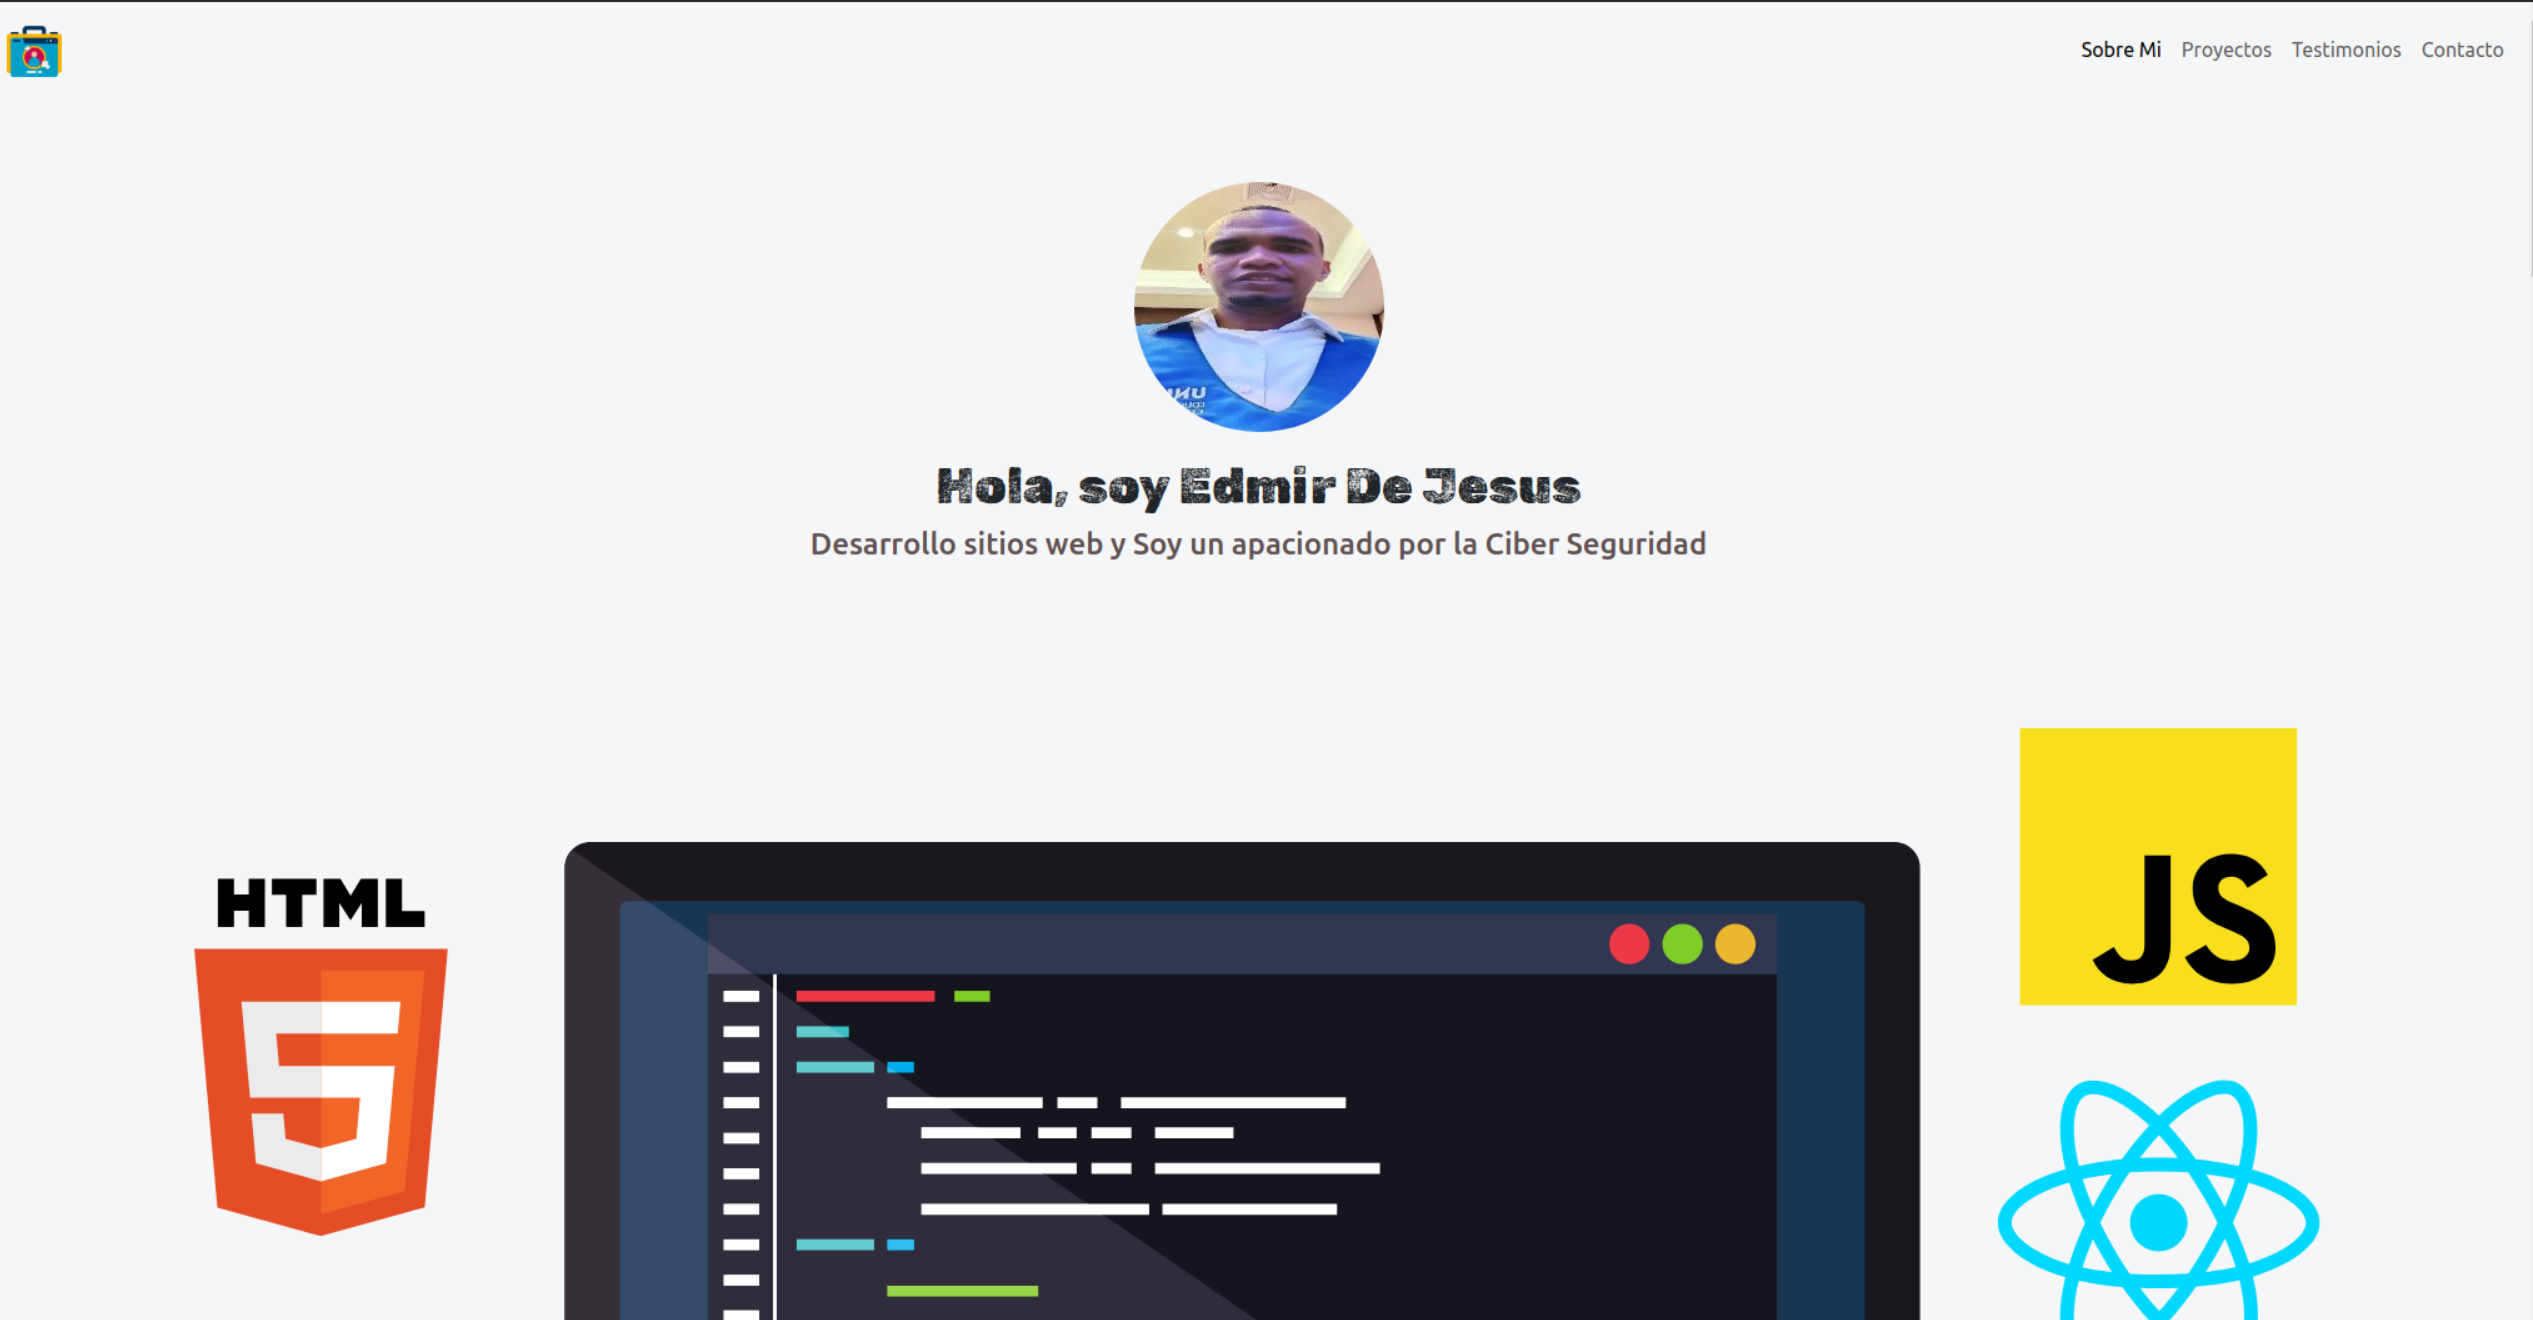 Sobre Mi Proyectos Testimonios Contacto
Hola, soy Edmir De Jesus
Desarrollo sitios web y Soy un apacionado por la Ciber Seguridad
JS
HTML
5